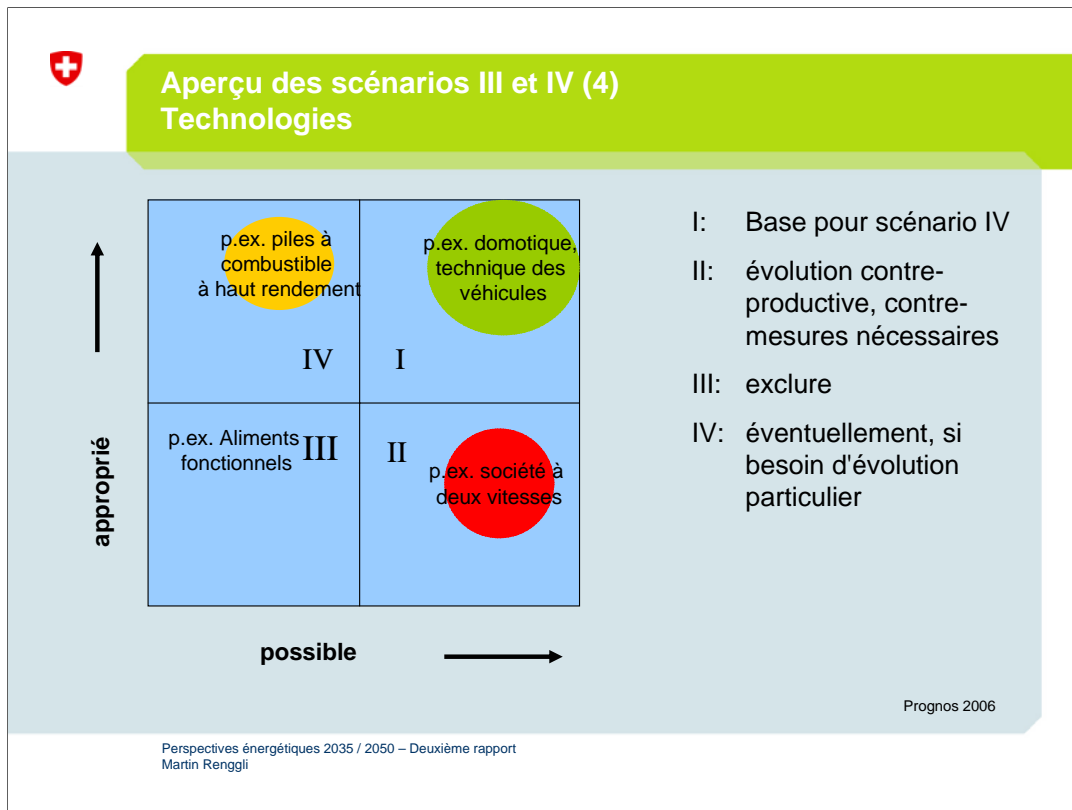 Aperçu des scénarios III et IV (4)
Technologies
p.ex. piles à
combustible
à haut rendement
IV
p.ex. domotique,
technique des
véhicules
I
p.ex. Aliments
fonctionnels
III
II
p.ex. société à
deux vitesses
approprié
possible
I: Base pour scénario IV
II: évolution contre-
productive, contre-
mesures nécessaires
III: exclure
IV: éventuellement, si
besoin d'évolution
particulier
Prognos 2006
Perspectives énergétiques 2035 / 2050 – Deuxième rapport
Martin Renggli